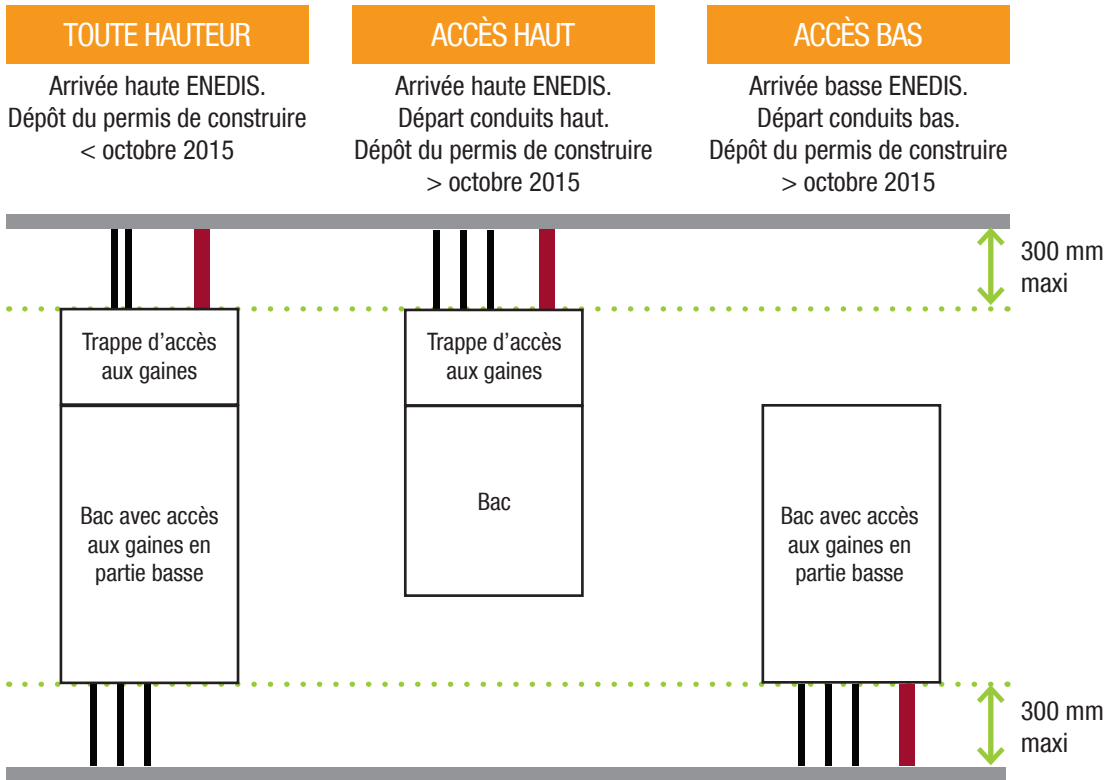 TOUTE HAUTEUR
Arrivée haute ENEDIS.
Dépôt du permis de construire
< octobre 2015
ACCÈS HAUT
Arrivée haute ENEDIS.
Départ conduits haut.
Dépôt du permis de construire
> octobre 2015
ACCÈS BAS
Arrivée basse ENEDIS.
Départ conduits bas.
Dépôt du permis de construire
> octobre 2015
300 mm
maxi
Trappe d’accès
aux gaines
Trappe d’accès
aux gaines
Bac avec accès
aux gaines en
partie basse
Bac
Bac avec accès
aux gaines en
partie basse
300 mm
maxi